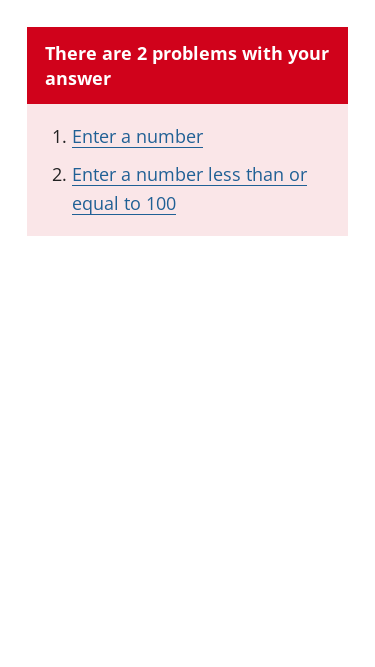 There are 2 problems with your
answer
1. Enter a number
2. Enter a number less than or
equal to 100